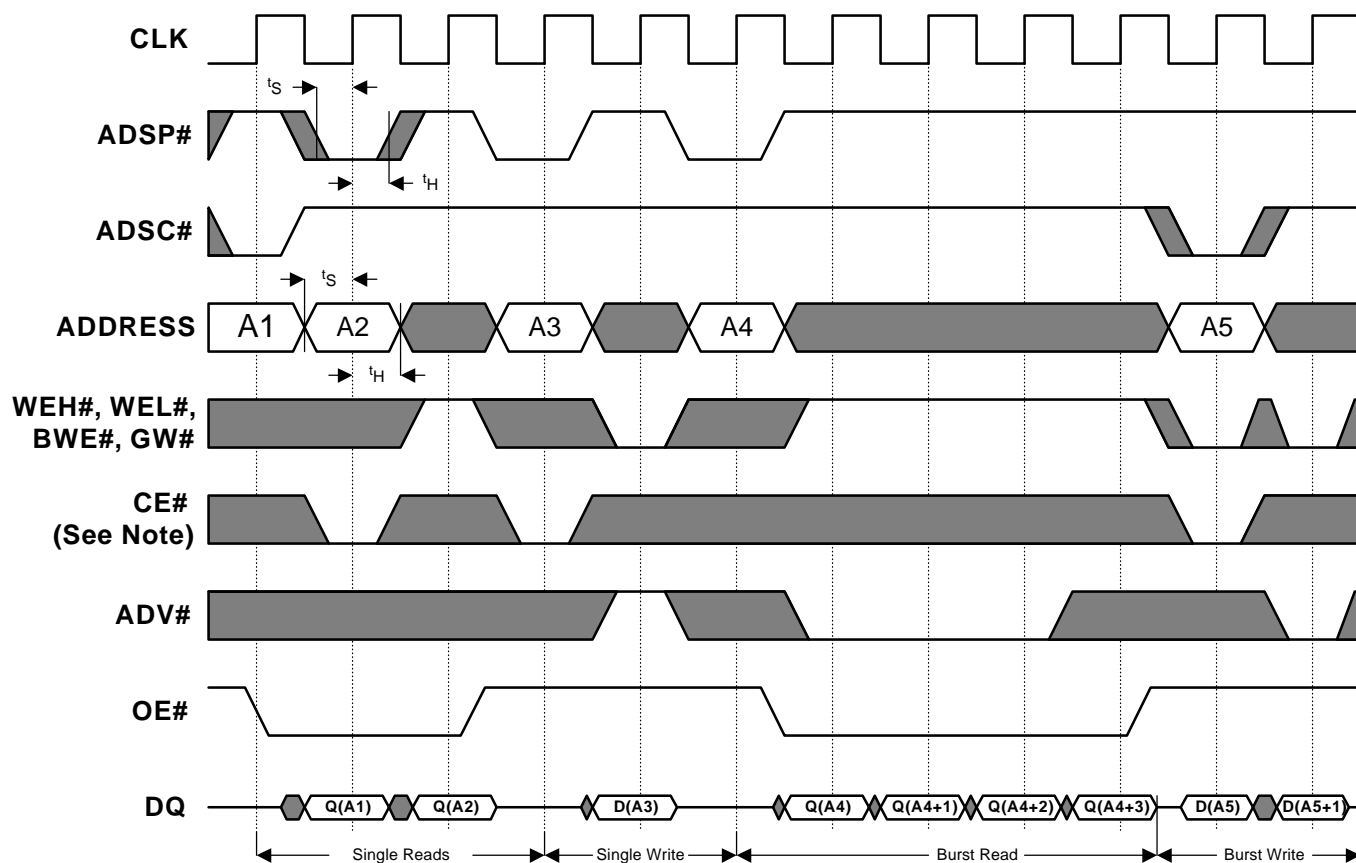 CLK
tS
ADSP#
tH
ADSC#
tS
ADDRESS
A1
A2
A3
A4
A5
tH
WEH#, WEL#,
BWE#, GW#
CE#
(See Note)
ADV#
OE#
DQ
Q(A1)
Q(A2)
D(A3)
Q(A4)
Q(A4+1)
Q(A4+2)
Q(A4+3)
D(A5)
D(A5+1)
Single Reads
Single Write
Burst Read
Burst Write